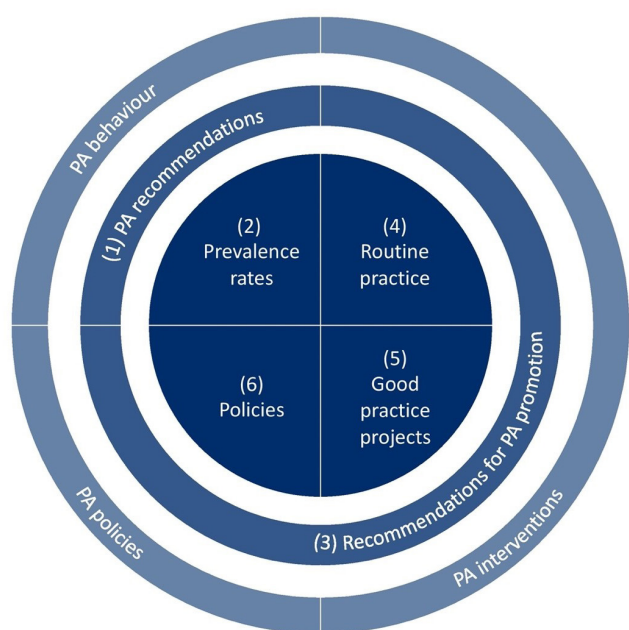 PA behaviour
(1) PA recommendations
(2)
Prevalence
rates
(4)
Routine
practice
(6)
Policies
(5)
Good
practice
projects
(3) Recommendations for PA promotion
PA policies
PA interventions